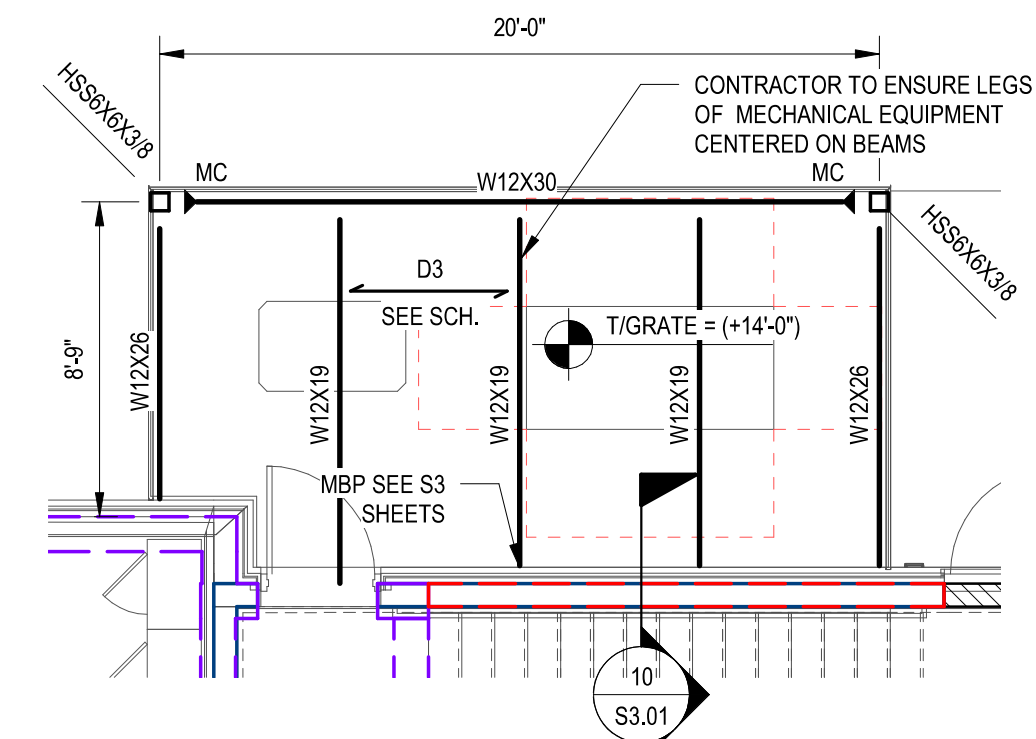 20'-0"
HSS6X6X3/8
CONTRACTOR TO ENSURE LEGS
OF MECHANICAL EQUIPMENT
CENTERED ON BEAMS
MC
W12X30
MC
HSS6X6X3/8
D3
SEE SCH.
T/GRATE = (+14'-0")
8'-9"
W12X26
W12X19
W12X19
W12X19
W12X26
MBP SEE S3
SHEETS
10
S3.01